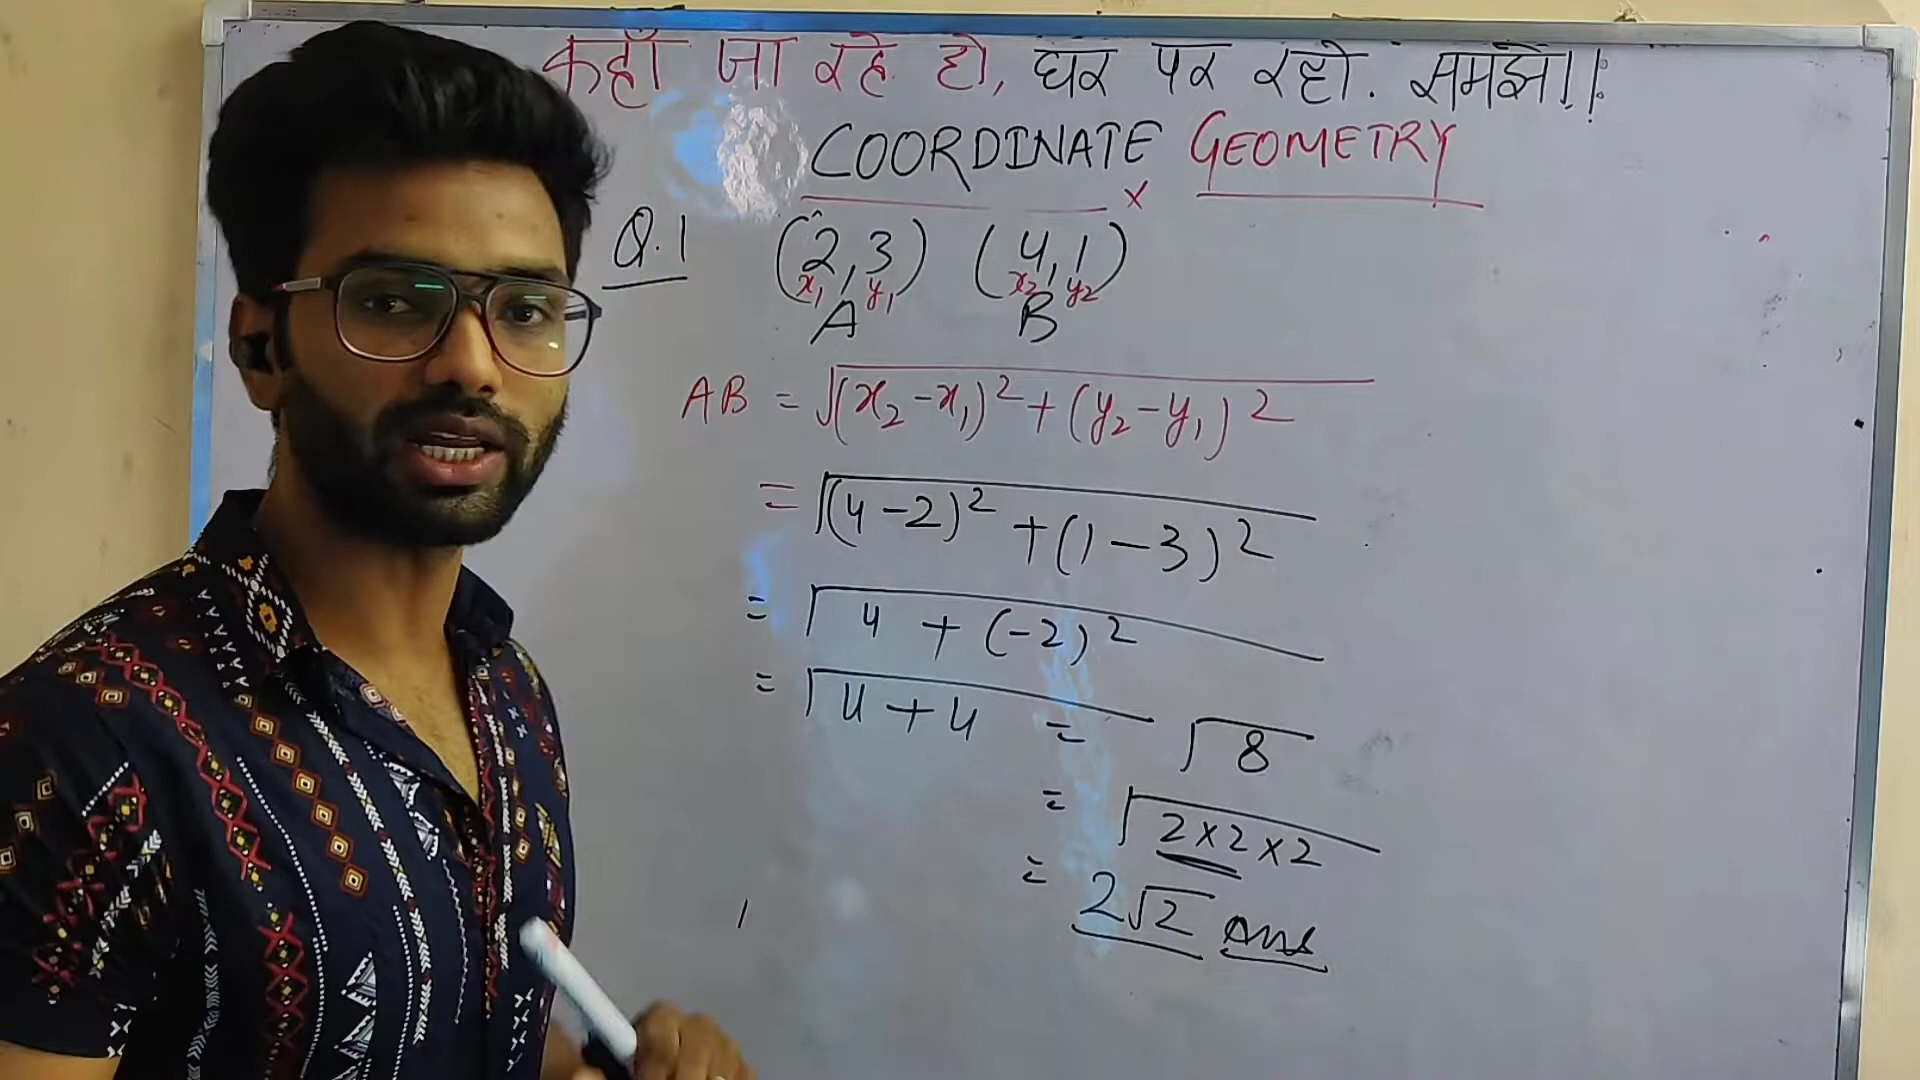 कहाँ जा रहे हो, घर पर रहो. समझे।।
COORDINATE GEOMETRY
x
Q.1 (2,3) (4,1)
x₁ y₁ x₂ y₂
A B
AB = √(x₂-x₁)²+(y₂-y₁)²
= √(4-2)²+(1-3)²
= √4+(-2)²
= √4+4 = √8
= √2×2×2
= 2√2 Ans